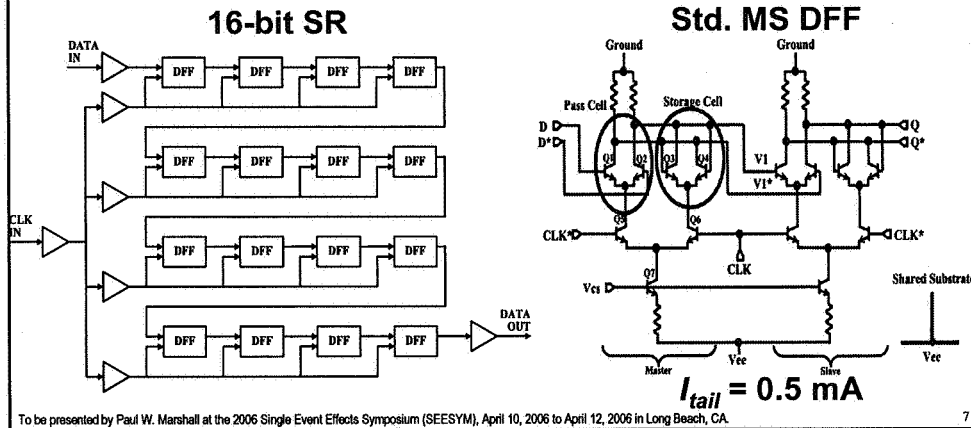 16-bit SR
DATA
IN
DFF
DFF
DFF
DFF
DFF
DFF
DFF
DFF
CLK
IN
DFF
DFF
DFF
DFF
DFF
DFF
DFF
DFF
DATA
OUT
Std. MS DFF
Ground
Ground
Pass Cell
Storage Cell
D
D*
Q
Q*
Q1
Q2
Q3
Q4
V1
V1*
Q5
Q6
CLK*
CLK
CLK*
Q7
Vcs
Shared Substrate
Vee
Vee
Master
Slave
Itail = 0.5 mA
To be presented by Paul W. Marshall at the 2006 Single Event Effects Symposium (SEESYM), April 10, 2006 to April 12, 2006 in Long Beach, CA.
7